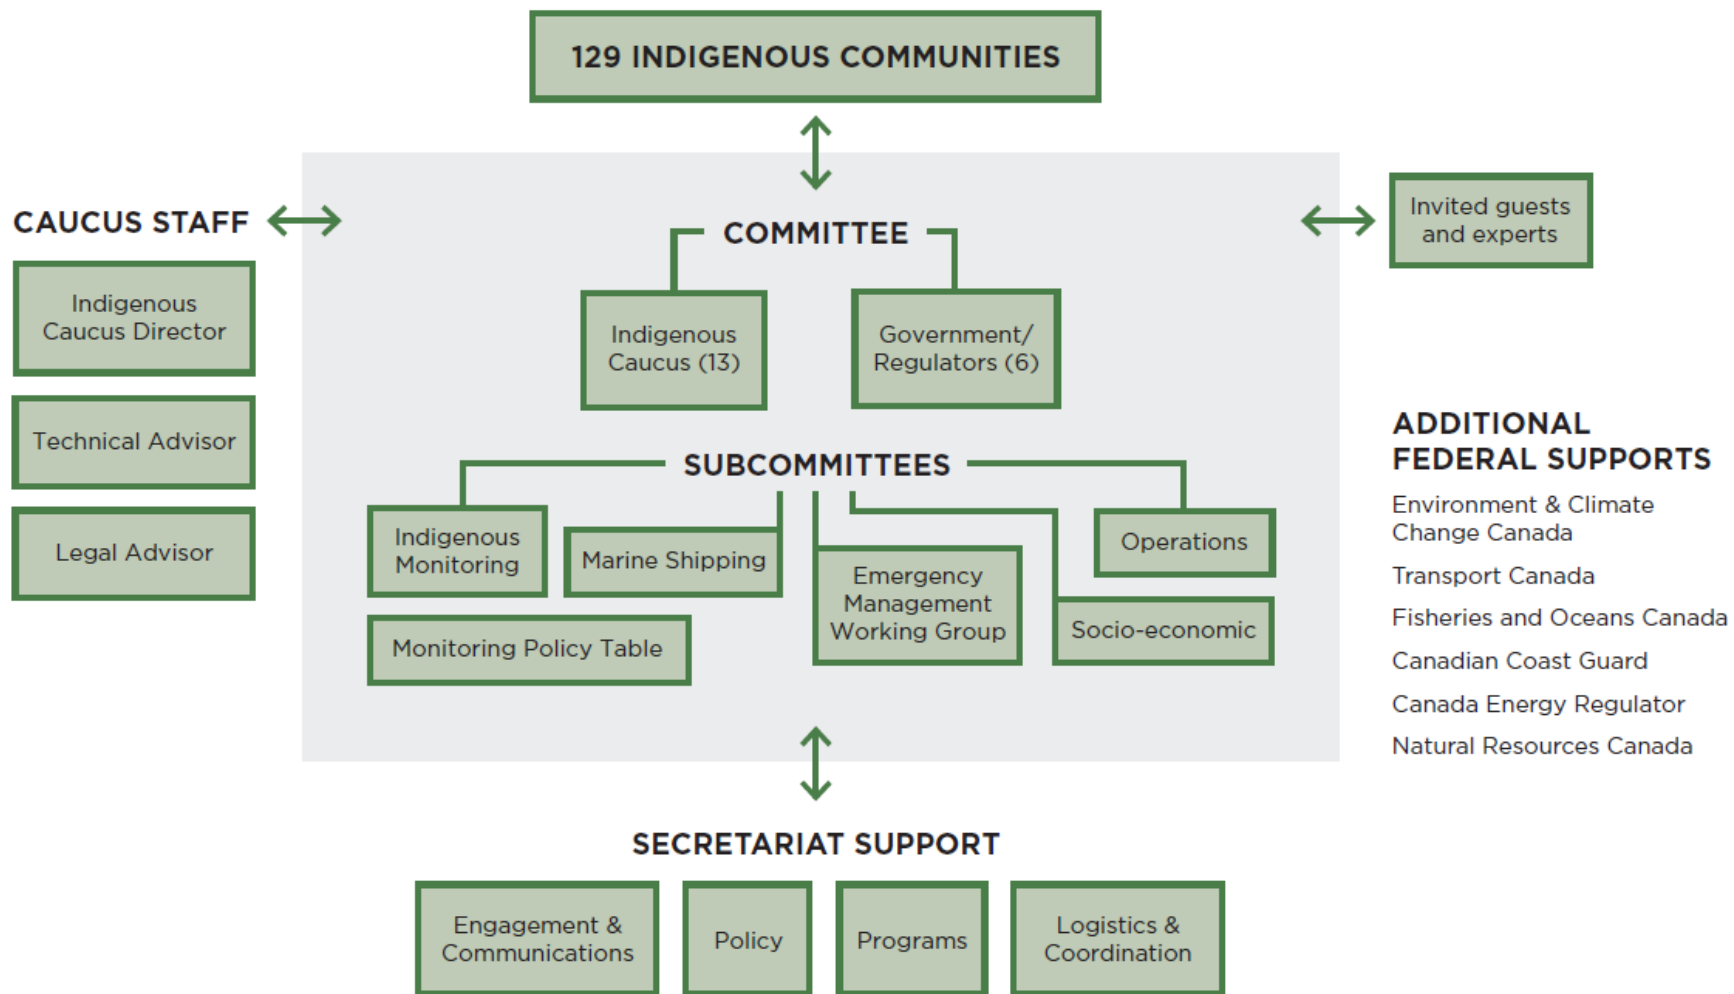 129 INDIGENOUS COMMUNITIES
CAUCUS STAFF
Indigenous
Caucus Director
Technical Advisor
Legal Advisor
COMMITTEE
Indigenous
Caucus (13)
Government/
Regulators (6)
SUBCOMMITTEES
Indigenous
Monitoring
Marine Shipping
Emergency
Management
Working Group
Operations
Socio-economic
Monitoring Policy Table
Invited guests
and experts
ADDITIONAL
FEDERAL SUPPORTS
Environment & Climate
Change Canada
Transport Canada
Fisheries and Oceans Canada
Canadian Coast Guard
Canada Energy Regulator
Natural Resources Canada
SECRETARIAT SUPPORT
Engagement &
Communications
Policy
Programs
Logistics &
Coordination